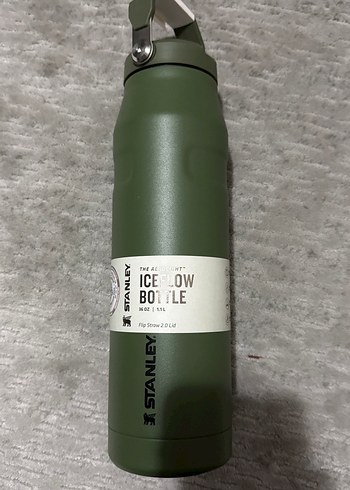 STANLEY
THE AEROLIGHT™
ICEFLOW
BOTTLE
36 OZ | 1.1 L
Flip Straw 2.0 Lid
STANLEY